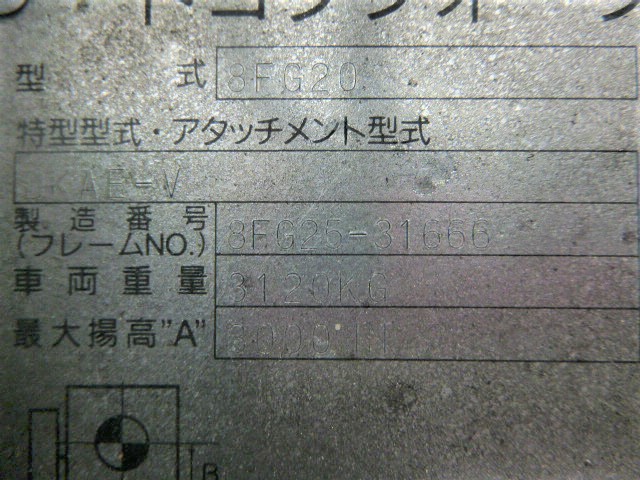 型式 8FG20
特型型式・アタッチメント型式
KAE-V
製造番号
(フレームNO.) 8FG25-31666
車両重量 3120KG
最大揚高"A"
B